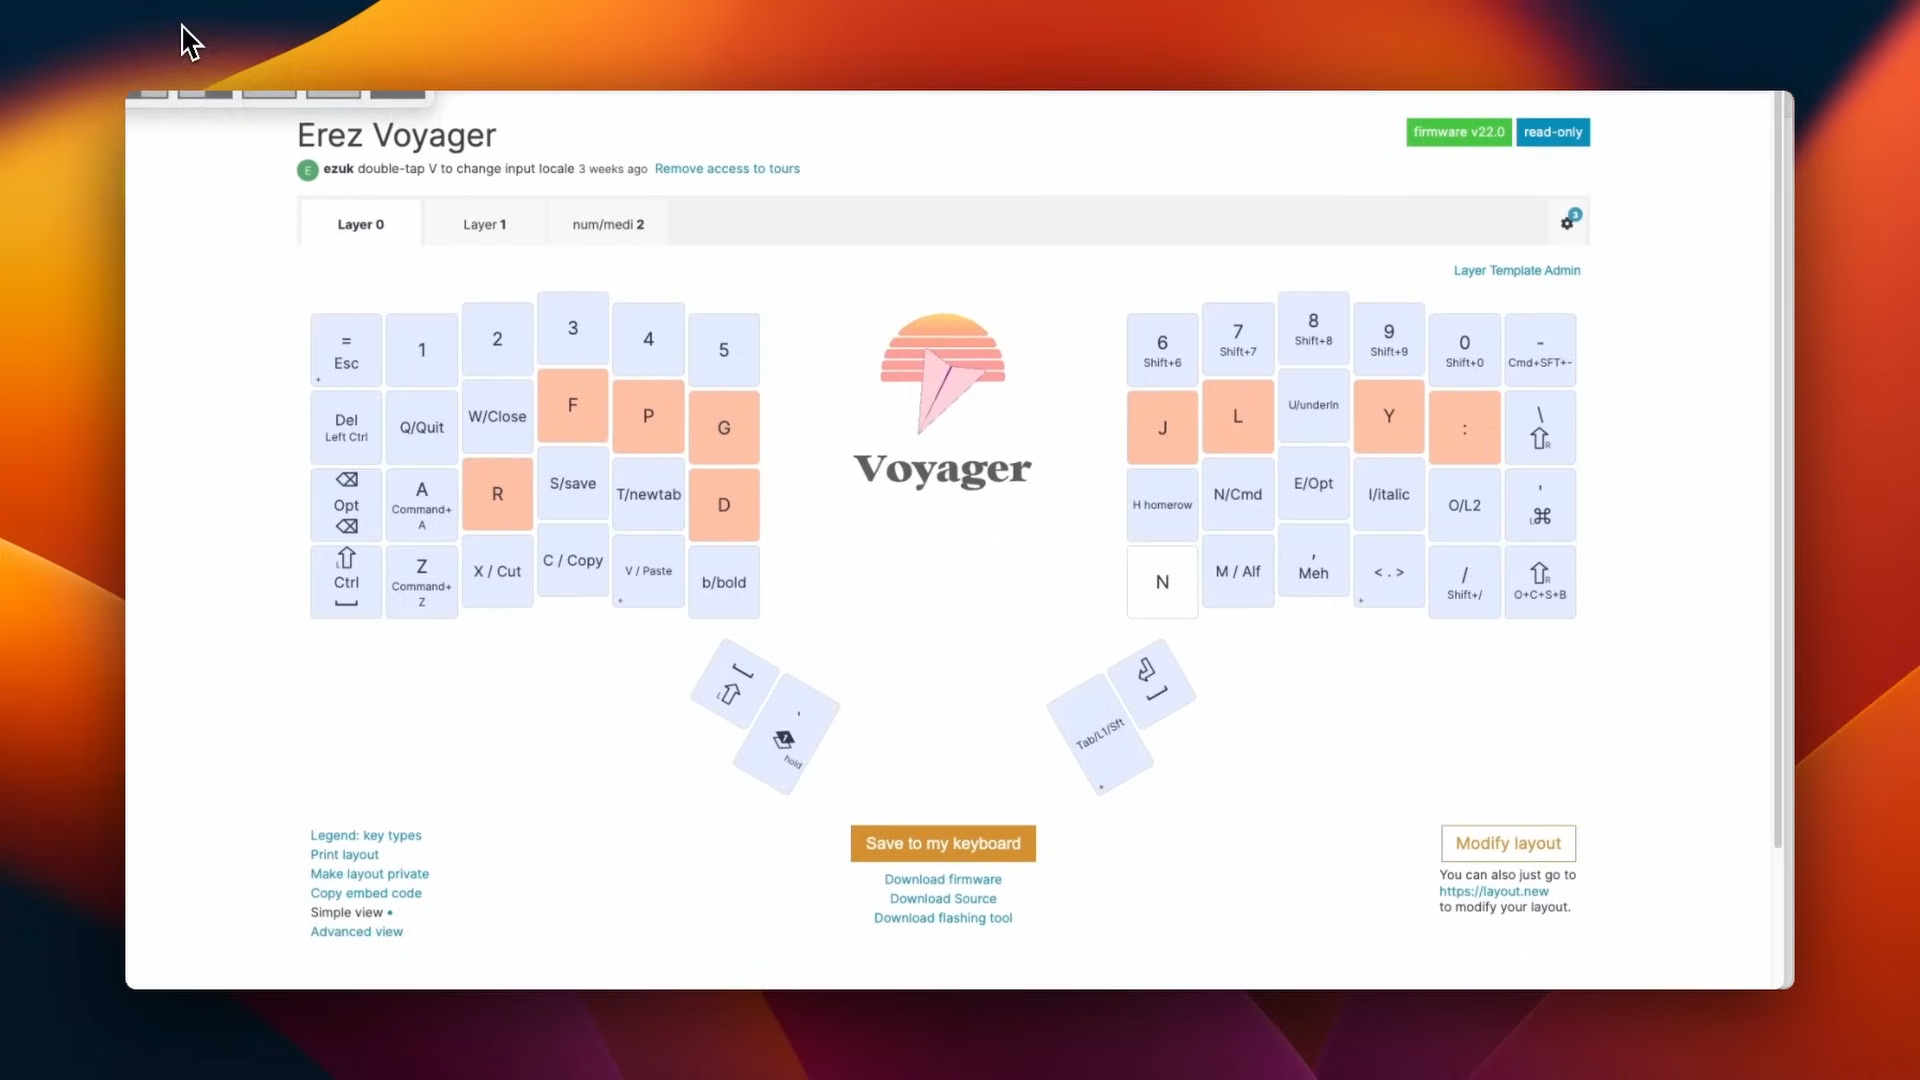 Erez Voyager
firmware v22.0
read-only
E
ezuk double-tap V to change input locale 3 weeks ago Remove access to tours
Layer 0
Layer 1
num/medi 2
3
Layer Template Admin
=
Esc
1
2
3
4
5
6
Shift+6
7
Shift+7
8
Shift+8
9
Shift+9
0
Shift+0
-
Cmd+SFT+-
Del
Left Ctrl
Q/Quit
W/Close
F
P
G
J
L
U/underln
Y
:
\
R
Opt
A
Command+
A
R
S/save
T/newtab
D
H homerow
N/Cmd
E/Opt
I/italic
O/L2
'
L⌘
L
Ctrl
Z
Command+
Z
X / Cut
C / Copy
V / Paste
b/bold
N
M / Alf
,
Meh
< . >
/
Shift+/
R
O+C+S+B
[
L
hold
Tab/L1/Sft
]
Voyager
Legend: key types
Print layout
Make layout private
Copy embed code
Simple view •
Advanced view
Save to my keyboard
Download firmware
Download Source
Download flashing tool
Modify layout
You can also just go to
https://layout.new
to modify your layout.